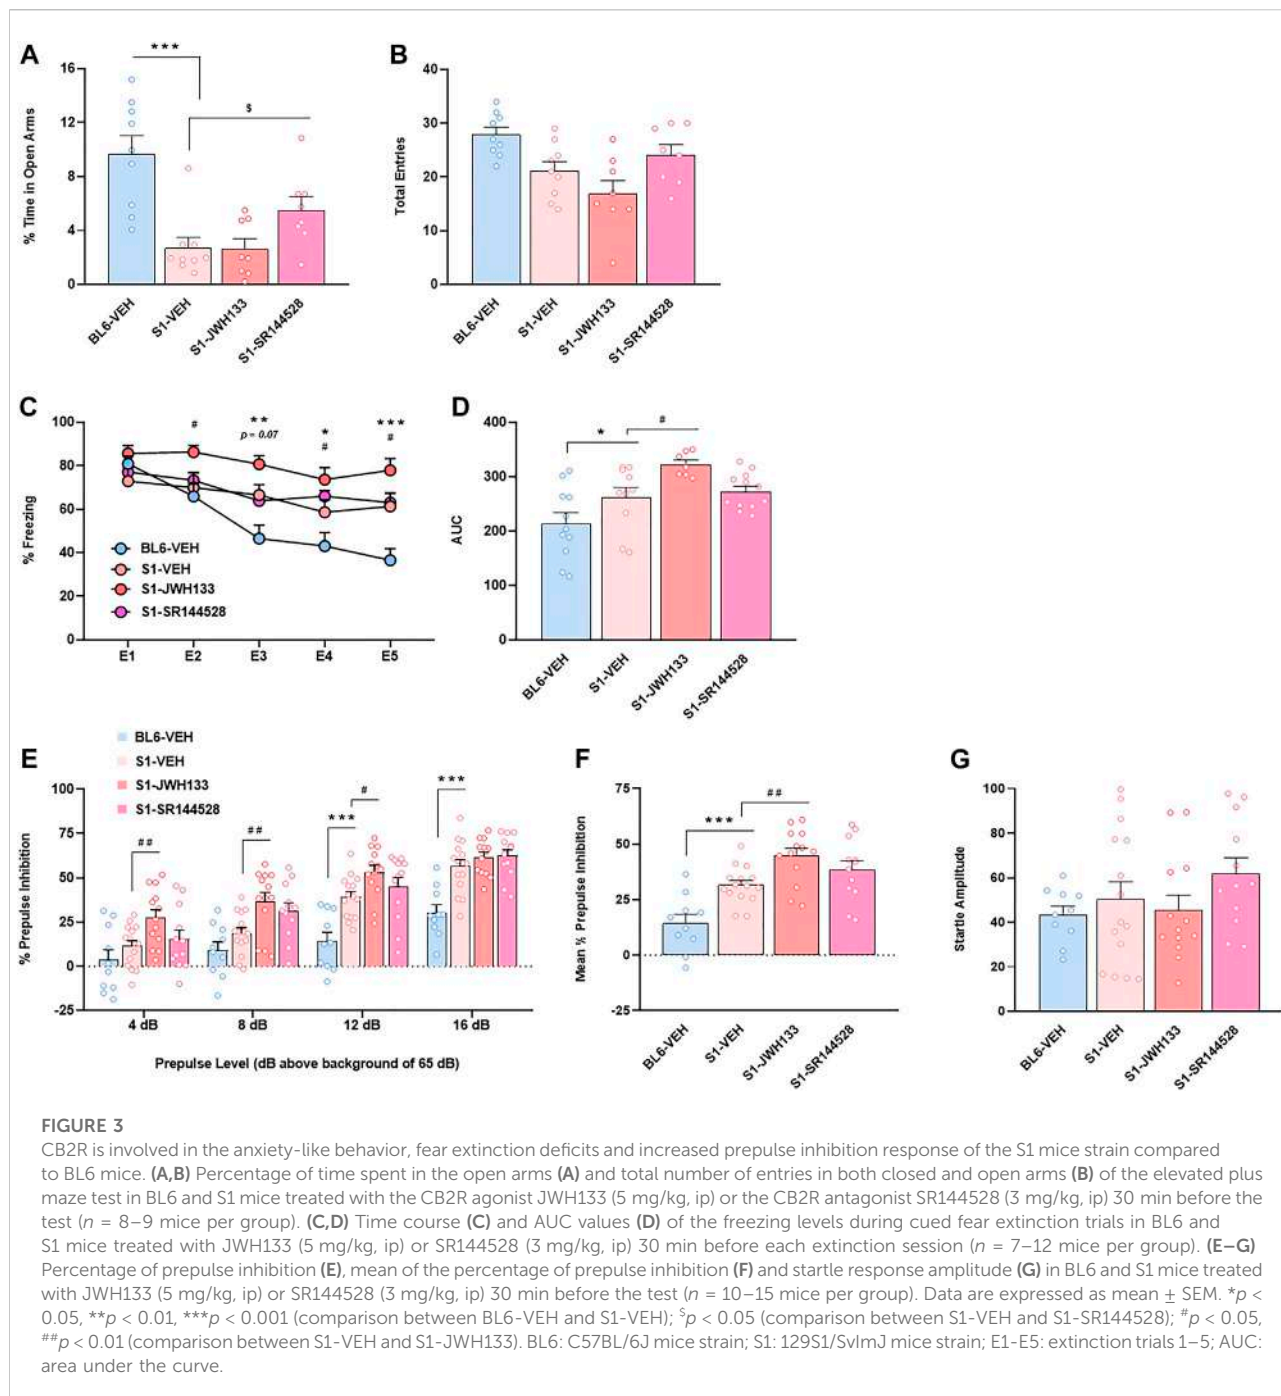 A
***
$
16
12
8
4
0
% Time in Open Arms
BL6-VEH
S1-VEH
S1-JWH133
S1-SR144528
B
40
30
20
10
0
Total Entries
BL6-VEH
S1-VEH
S1-JWH133
S1-SR144528
C
100
80
60
40
20
0
% Freezing
# ** * ***
p = 0.07 # #
BL6-VEH
S1-VEH
S1-JWH133
S1-SR144528
E1 E2 E3 E4 E5
D
400
300
200
100
0
AUC
* #
BL6-VEH
S1-VEH
S1-JWH133
S1-SR144528
E
BL6-VEH
S1-VEH
S1-JWH133
S1-SR144528
100
75
50
25
0
-25
% Prepulse Inhibition
##
##
***
#
***
4 dB 8 dB 12 dB 16 dB
Prepulse Level (dB above background of 65 dB)
F
75
50
25
0
-25
Mean % Prepulse Inhibition
***
##
BL6-VEH
S1-VEH
S1-JWH133
S1-SR144528
G
100
80
60
40
20
0
Startle Amplitude
BL6-VEH
S1-VEH
S1-JWH133
S1-SR144528
FIGURE 3
CB2R is involved in the anxiety-like behavior, fear extinction deficits and increased prepulse inhibition response of the S1 mice strain compared
to BL6 mice. (A,B) Percentage of time spent in the open arms (A) and total number of entries in both closed and open arms (B) of the elevated plus
maze test in BL6 and S1 mice treated with the CB2R agonist JWH133 (5 mg/kg, ip) or the CB2R antagonist SR144528 (3 mg/kg, ip) 30 min before the
test (n = 8–9 mice per group). (C,D) Time course (C) and AUC values (D) of the freezing levels during cued fear extinction trials in BL6 and
S1 mice treated with JWH133 (5 mg/kg, ip) or SR144528 (3 mg/kg, ip) 30 min before each extinction session (n = 7–12 mice per group). (E–G)
Percentage of prepulse inhibition (E), mean of the percentage of prepulse inhibition (F) and startle response amplitude (G) in BL6 and S1 mice treated
with JWH133 (5 mg/kg, ip) or SR144528 (3 mg/kg, ip) 30 min before the test (n = 10–15 mice per group). Data are expressed as mean ± SEM. *p <
0.05, **p < 0.01, ***p < 0.001 (comparison between BL6-VEH and S1-VEH); $p < 0.05 (comparison between S1-VEH and S1-SR144528); #p < 0.05,
##p < 0.01 (comparison between S1-VEH and S1-JWH133). BL6: C57BL/6J mice strain; S1: 129S1/SvImJ mice strain; E1-E5: extinction trials 1–5; AUC:
area under the curve.